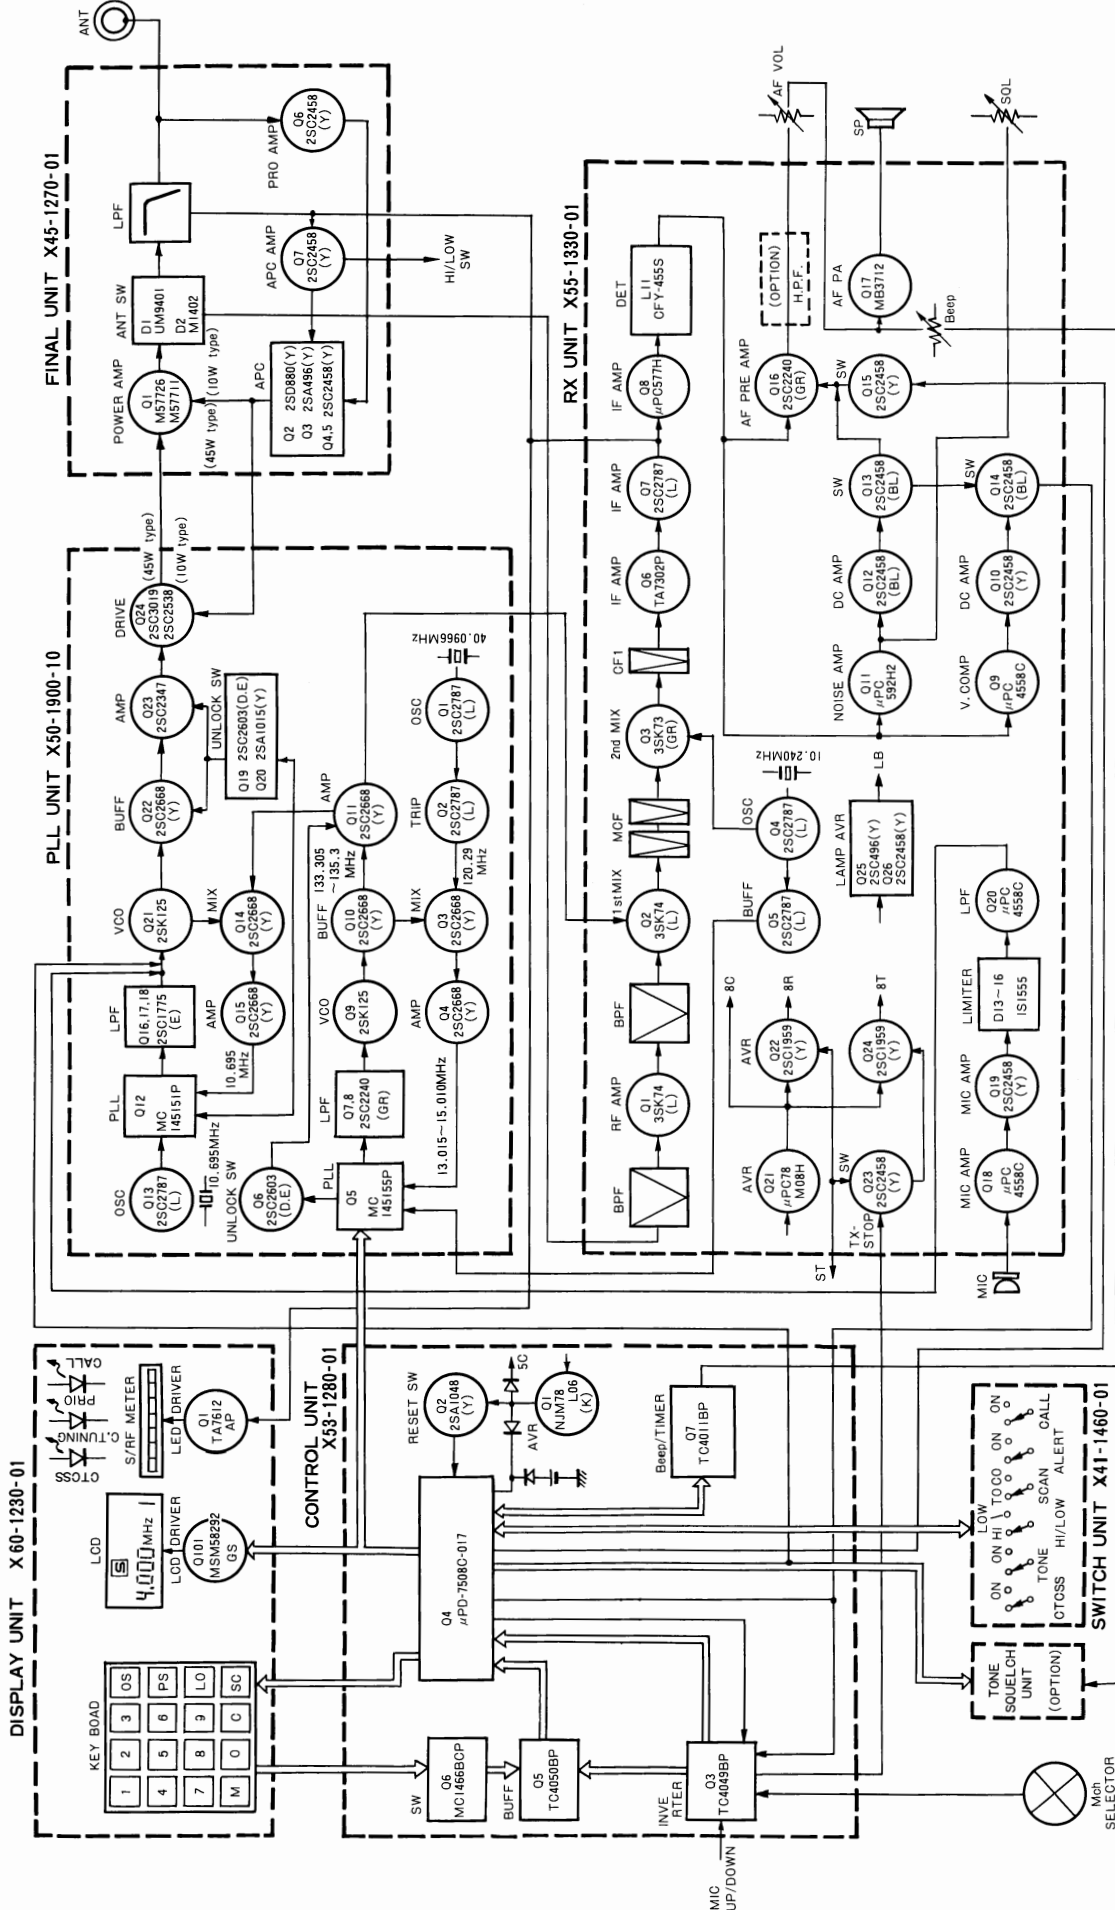 ANT
FINAL UNIT X45-1270-01
POWER AMP
Q1
M57726
M57711
ANT SW
D1
UM9401
D2
M1402
LPF
PRO AMP
Q6
2SC2458
(Y)
APC AMP
Q7
2SC2458
(Y)
HI/LOW
SW
APC
Q2 2SD880(Y)
Q3 2SA496(Y)
Q4,5 2SC2458(Y)
(45W type)
(10W type)
PLL UNIT X50-1900-10
OSC
Q13
2SC2787
(L)
10.695MHz
PLL
Q12
MC
145151P
LPF
Q16,17,18
2SC1775
(E)
VCO
Q21
2SK125
BUFF
Q22
2SC2668
(Y)
AMP
Q23
2SC2347
DRIVE
Q24
2SC3019
2SC2538
(45W type)
(10W type)
UNLOCK SW
Q19 2SC2603(D.E)
Q20 2SA1015(Y)
10.695
MHz
AMP
Q15
2SC2668
(Y)
MIX
Q14
2SC2668
(Y)
UNLOCK SW
Q6
2SC2603
(D.E)
PLL
Q5
MC
145155P
LPF
Q7,8
2SC2240
(GR)
VCO
Q9
2SK125
BUFF
Q10
2SC2668
(Y)
133.305
~135.3
MHz
AMP
Q11
2SC2668
(Y)
13.015~15.010MHz
AMP
Q4
2SC2668
(Y)
MIX
Q3
2SC2668
(Y)
120.29
MHz
TRIP
Q2
2SC2787
(L)
OSC
Q1
2SC2787
(L)
40.0966MHz
RX UNIT X55-1330-01
BPF
RF AMP
Q1
3SK74
(L)
BPF
1stMIX
Q2
3SK74
(L)
MCF
2nd MIX
Q3
3SK73
(GR)
CF1
IF AMP
Q6
TA7302P
IF AMP
Q7
2SC2787
(L)
IF AMP
Q8
μPC577H
DET
L11
CFY-455S
BUFF
Q5
2SC2787
(L)
OSC
Q4
2SC2787
(L)
10.240MHz
AF PRE AMP
Q16
2SC2240
(GR)
(OPTION)
H.P.F.
AF VOL
AVR
Q21
μPC78
M08H
AVR
Q22
2SC1959
(Y)
8C
8R
8T
Q24
2SC1959
(Y)
SW
Q23
2SC2458
(Y)
TX-
STOP
ST
LAMP AVR
Q25
2SC496(Y)
Q26
2SC2458(Y)
LB
NOISE AMP
Q11
μPC
592H2
DC AMP
Q12
2SC2458
(BL)
SW
Q13
2SC2458
(BL)
SW
Q15
2SC2458
(Y)
AF PA
Q17
MB3712
SP
Beep
V.COMP
Q9
μPC
4558C
DC AMP
Q10
2SC2458
(Y)
SW
Q14
2SC2458
(BL)
SQL
MIC
MIC AMP
Q18
μPC
4558C
MIC AMP
Q19
2SC2458
(Y)
LIMITER
D13~16
1S1555
LPF
Q20
μPC
4558C
DISPLAY UNIT X60-1230-01
KEY BOAD
1 2 3 OS
4 5 6 PS
7 8 9 LO
M O C SC
LCD
S
4.000MHz 1
LCD DRIVER
Q101
MSM58292
GS
CTCSS
C.TUNING
PRIO
CALL
S/RF METER
LED DRIVER
Q1
TA7612
AP
CONTROL UNIT
X53-1280-01
SW
Q6
MC1466BCP
BUFF
Q5
TC4050BP
INVE
RTER
Q3
TC4049BP
MIC
UP/DOWN
Q4
μPD-7508C-017
RESET SW
Q2
2SA1048
(Y)
AVR
Q1
NJM78
L06
(K)
5C
Beep/TIMER
Q7
TC4011BP
Mch
SELECTOR
TONE
SQUELCH
UNIT
(OPTION)
LOW
ON ON HI TO CO ON ON
CTCSS TONE HI/LOW SCAN ALERT CALL
SWITCH UNIT X41-1460-01